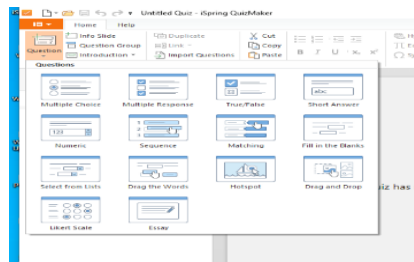 Untitled Quiz - iSpring QuizMaker
Home Help
Question
Info Slide
Question Group
Introduction
Duplicate
Link
Import Questions
Cut
Copy
Paste
B I U X₂ X²
Questions
Multiple Choice Multiple Response True/False Short Answer
abc
Numeric Sequence Matching Fill in the Blanks
123
Select from Lists Drag the Words Hotspot Drag and Drop
Likert Scale Essay
iz has